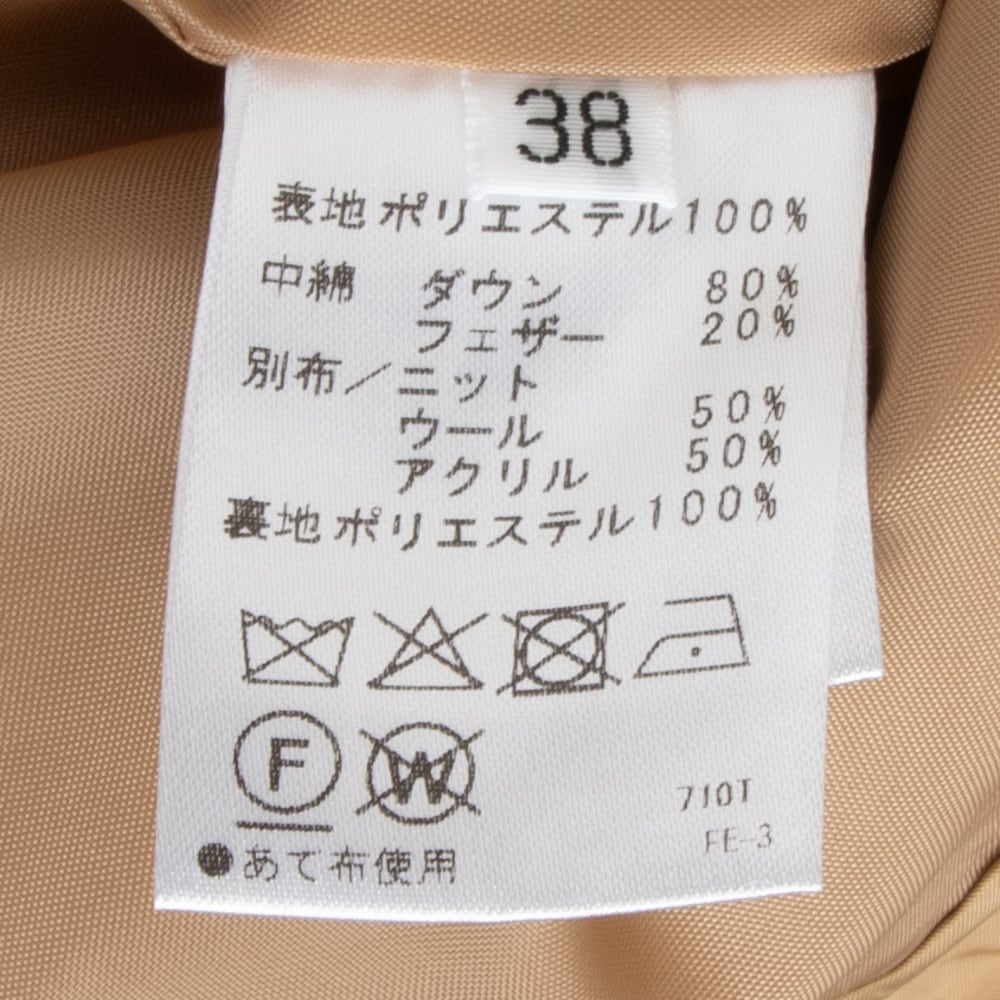 38
表地 ポリエステル100%
中綿 ダウン 80%
フェザー 20%
別布/ニット
ウール 50%
アクリル 50%
裏地 ポリエステル100%
F W
710T
FE-3
●あて布使用